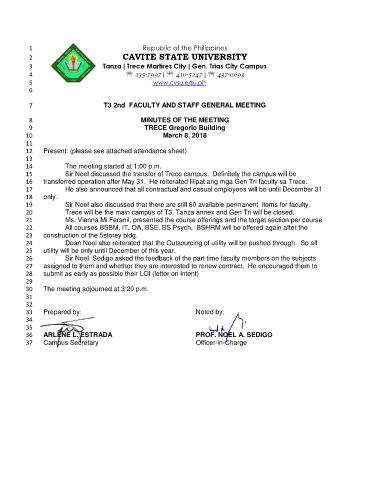 1 Republic of the Philippines
2 CAVITE STATE UNIVERSITY
3 Tanza | Trece Martires City | Gen. Trias City Campus
4 ☏ 235-7997 | ☏ 410-5247 | ☏ 437-0693
5 www.cvsu.edu.ph
6
7 T3 2nd FACULTY AND STAFF GENERAL MEETING
8 MINUTES OF THE MEETING
9 TRECE Gregorio Building
10 March 8, 2018
11
12 Present: (please see attached attendance sheet)
13
14 The meeting started at 1:00 p.m.
15 Sir Noel discussed the transfer of Trece campus. Definitely the campus will be
16 transferred operation after May 31. He reiterated lilipat ang mga Gen Tri faculty sa Trece.
17 He also announced that all contractual and casual employees will be until December 31
18 only.
19 Sir Noel also discussed that there are still 60 available permanent items for faculty.
20 Trece will be the main campus of T3, Tanza annex and Gen Tri will be closed.
21 Ms. Vienna Mi Feranil, presented the course offerings and the target section per course
22 All courses BSBM, IT, OA, BSE, BS Psych, BSHRM will be offered again after the
23 construction of the 5storey bldg.
24 Dean Noel also reiterated that the Outsourcing of utility will be pushed through. So all
25 utility will be only until December of this year.
26 Sir Noel Sedigo asked the feedback of the part time faculty members on the subjects
27 assigned to them and whether they are interested to renew contract. He encouraged them to
28 submit as early as possible their LOI (letter or intent)
29
30 The meeting adjourned at 3:20 p.m.
31
32
33 Prepared by: Noted by:
34
35
36 ARLENE L. ESTRADA PROF. NOEL A. SEDIGO
37 Campus Secretary Officer-in-Charge